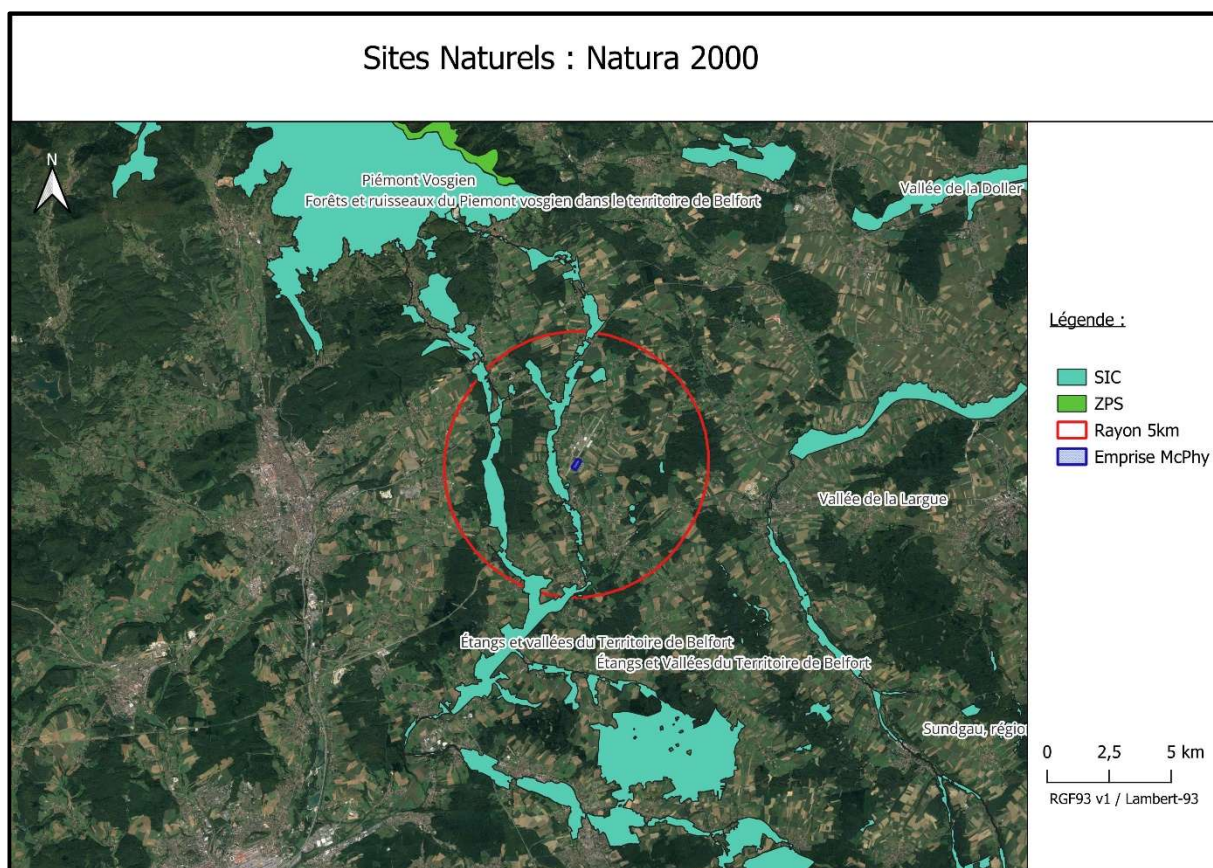 Sites Naturels : Natura 2000
N
Piémont Vosgien
Forêts et ruisseaux du Piemont vosgien dans le territoire de Belfort
Vallée de la Doller
Légende :
SIC
ZPS
Rayon 5km
Emprise McPhy
Vallée de la Largue
Étangs et vallées du Territoire de Belfort
Étangs et Vallées du Territoire de Belfort
Sundgau, région
0 2,5 5 km
RGF93 v1 / Lambert-93